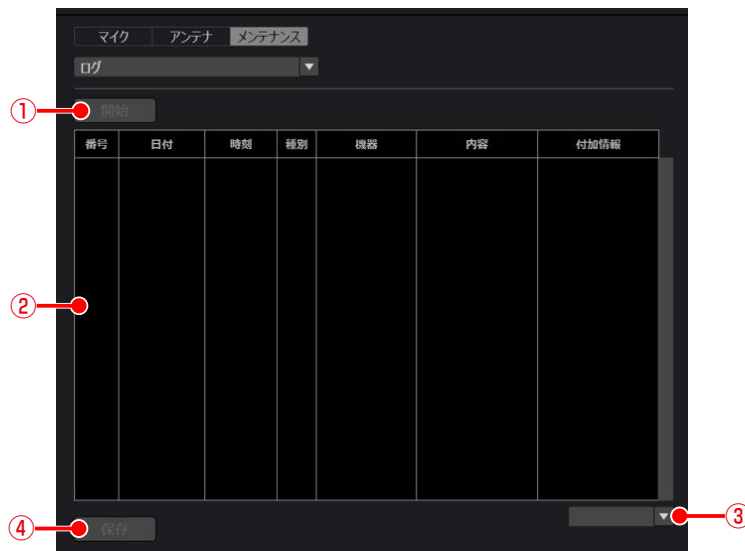 マイク アンテナ メンテナンス
ログ
① 開始
番号 日付 時刻 種別 機器 内容 付加情報
②
③
④ 保存